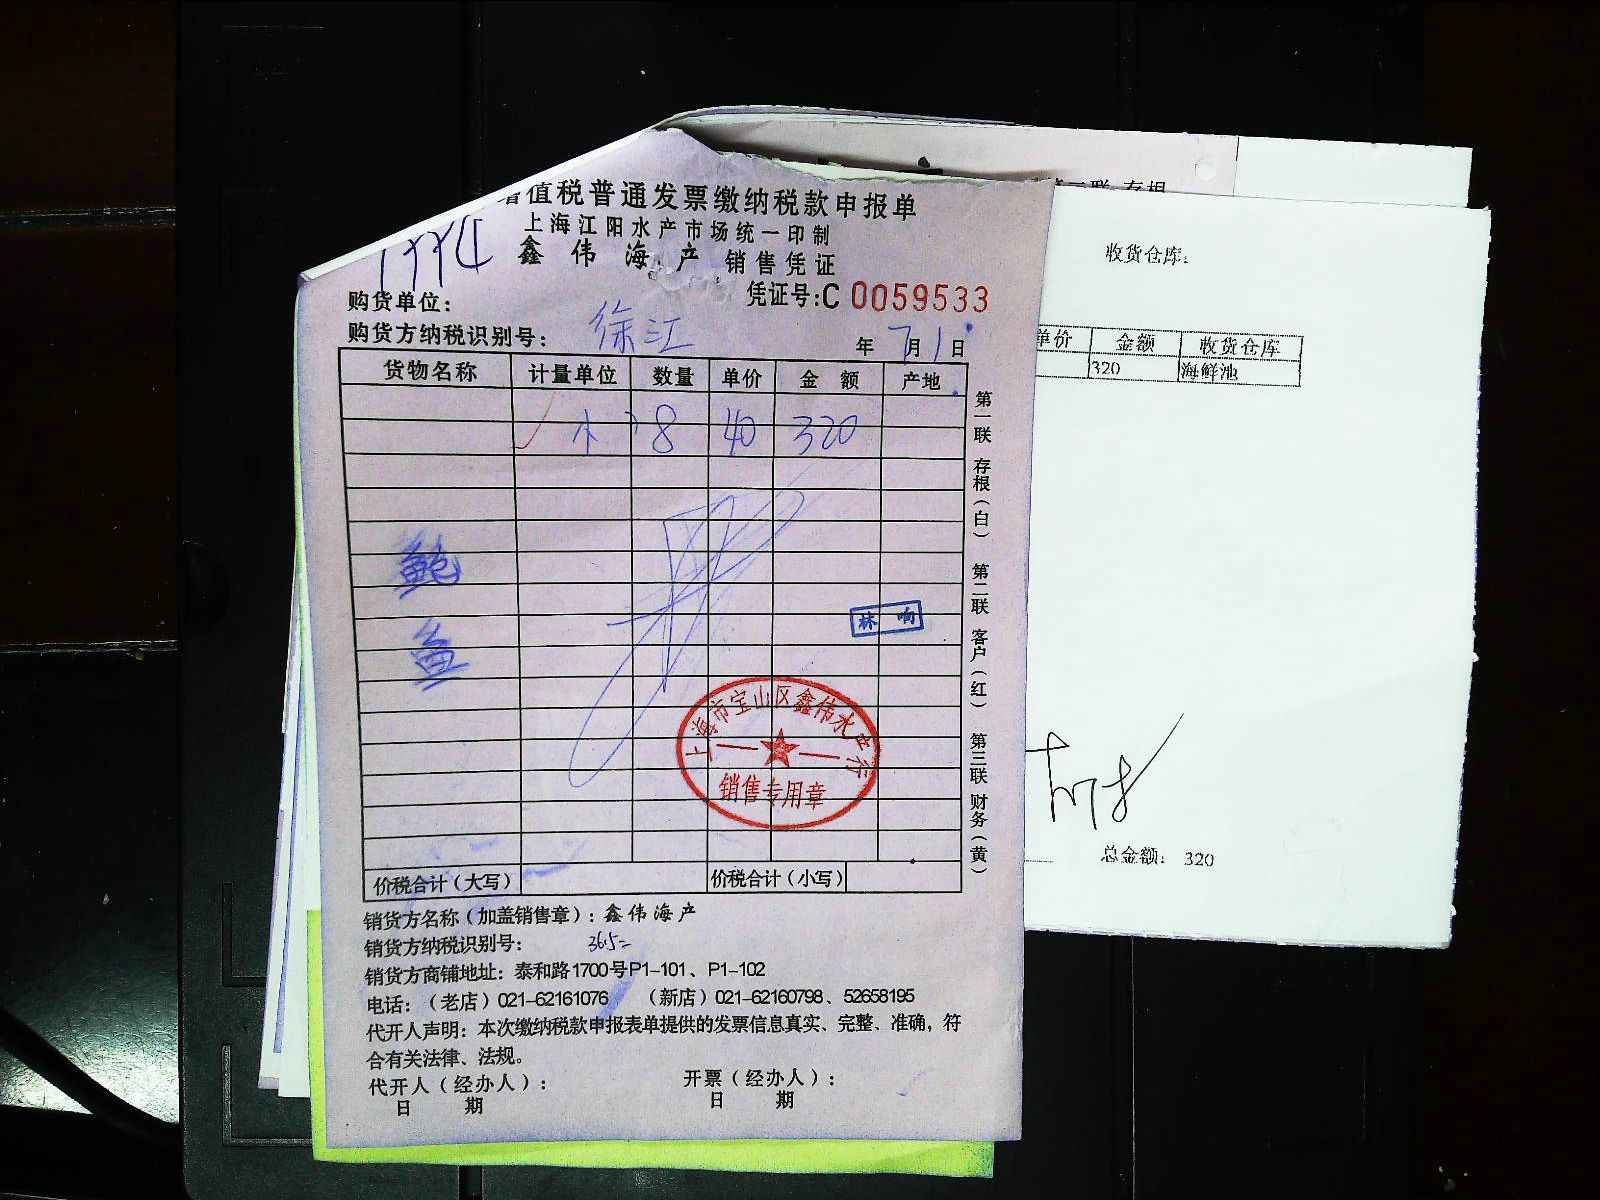 值税普通发票缴纳税款申报单
上海江阳水产市场统一印制
鑫伟海产 销售凭证
凭证号:C 0059533
购货单位:
购货方纳税识别号:
徐江
年 7月 1日
货物名称 计量单位 数量 单价 金额 产地
8 40 320
鲍
鱼
林响
上海市宝山区鑫伟水产行
销售专用章
价税合计（大写） 价税合计（小写）
第一联 存根（白） 第二联 客户（红） 第三联 财务（黄）
销货方名称（加盖销售章）: 鑫伟海产
销货方纳税识别号:
365=
销货方商铺地址: 泰和路1700号P1-101、P1-102
电话:（老店）021-62161076 （新店）021-62160798、52658195
代开人声明: 本次缴纳税款申报表单提供的发票信息真实、完整、准确，符
合有关法律、法规。
代开人（经办人）: 开票（经办人）:
日期 日期
联 存根
收货仓库:
单价 金额 收货仓库
320 海鲜池
总金额: 320